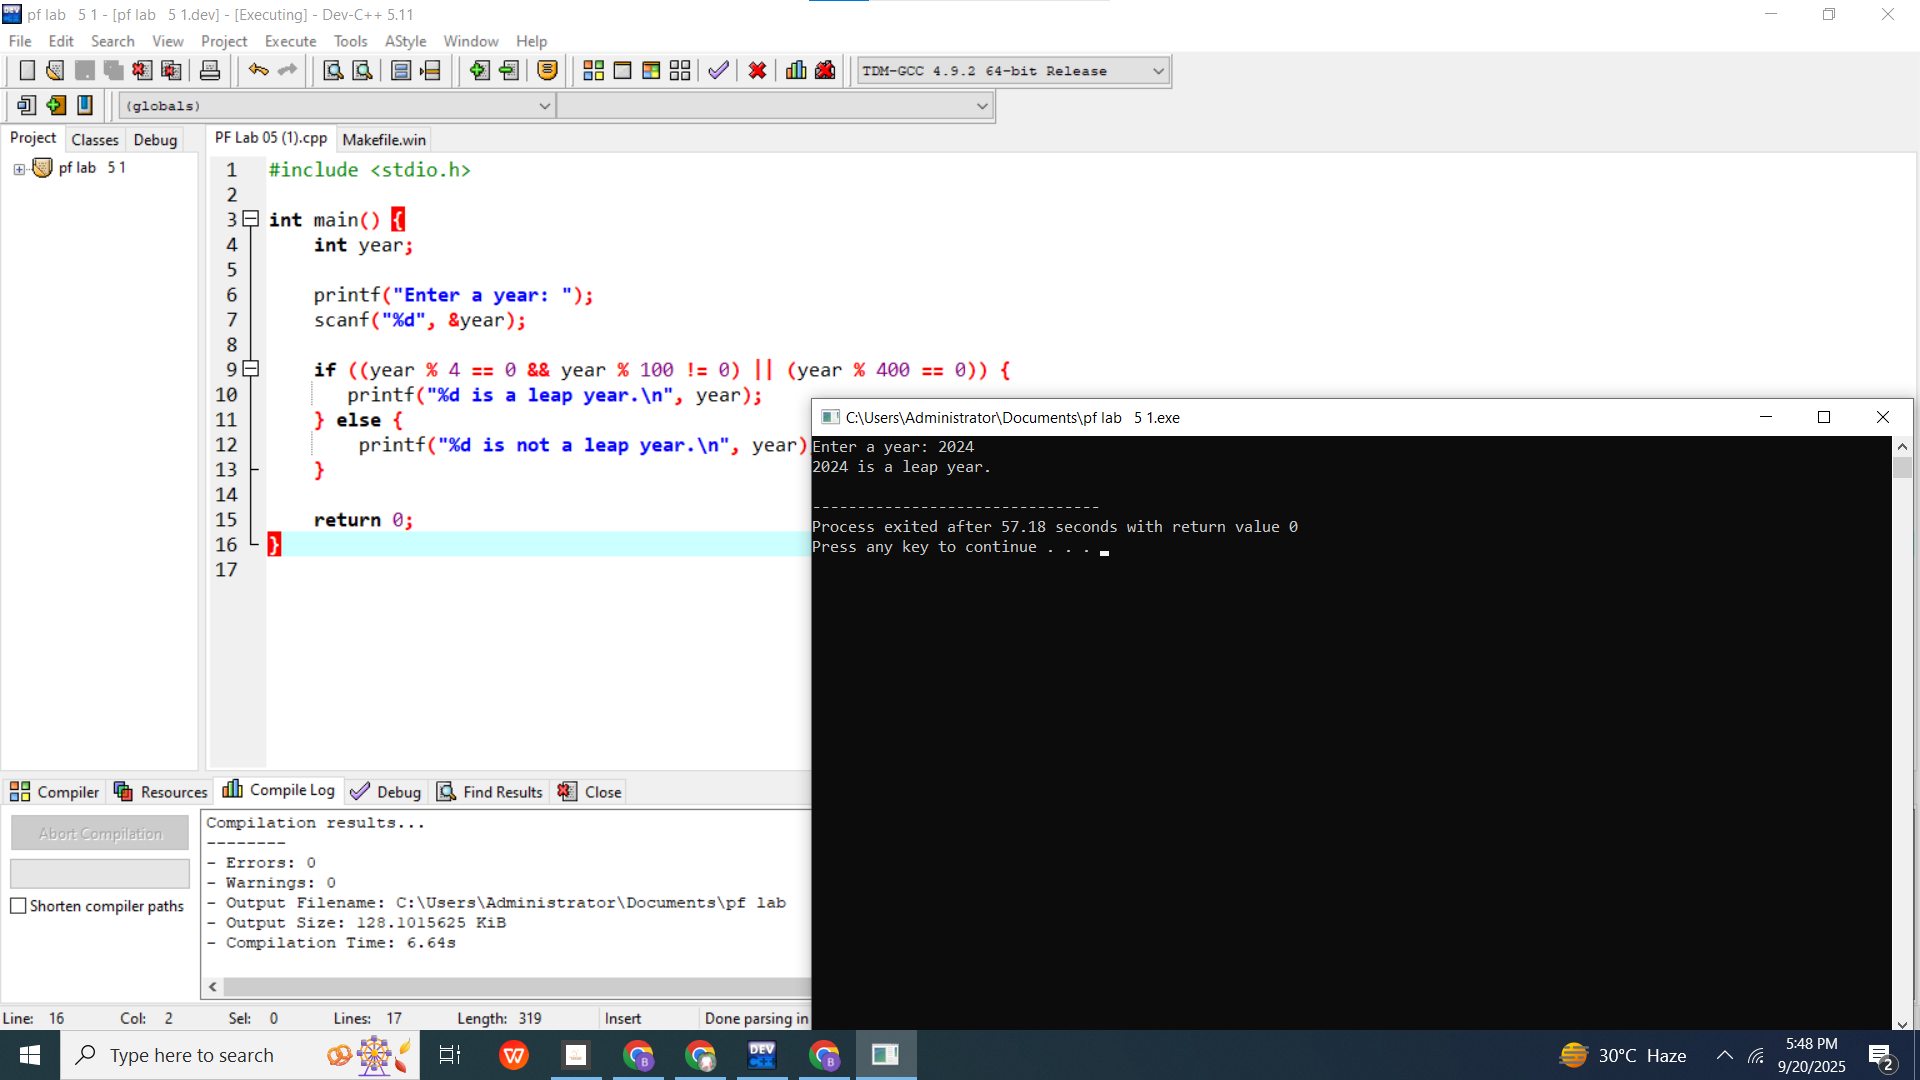 pf lab 5 1 - [pf lab 5 1.dev] - [Executing] - Dev-C++ 5.11
File Edit Search View Project Execute Tools AStyle Window Help
TDM-GCC 4.9.2 64-bit Release
(globals)
Project Classes Debug
PF Lab 05 (1).cpp Makefile.win
pf lab 5 1
1 #include <stdio.h>
2
3 int main() {
4 int year;
5
6 printf("Enter a year: ");
7 scanf("%d", &year);
8
9 if ((year % 4 == 0 && year % 100 != 0) || (year % 400 == 0)) {
10 printf("%d is a leap year.\n", year);
11 } else {
12 printf("%d is not a leap year.\n", year)
13 }
14
15 return 0;
16 }
17
C:\Users\Administrator\Documents\pf lab 5 1.exe
Enter a year: 2024
2024 is a leap year.
--------------------------------
Process exited after 57.18 seconds with return value 0
Press any key to continue . . .
Compiler Resources Compile Log Debug Find Results Close
Abort Compilation
Shorten compiler paths
Compilation results...
--------
- Errors: 0
- Warnings: 0
- Output Filename: C:\Users\Administrator\Documents\pf lab
- Output Size: 128.1015625 KiB
- Compilation Time: 6.64s
Line: 16 Col: 2 Sel: 0 Lines: 17 Length: 319 Insert Done parsing in
Type here to search
DEV C++
B
B
30°C Haze
5:48 PM
9/20/2025
2